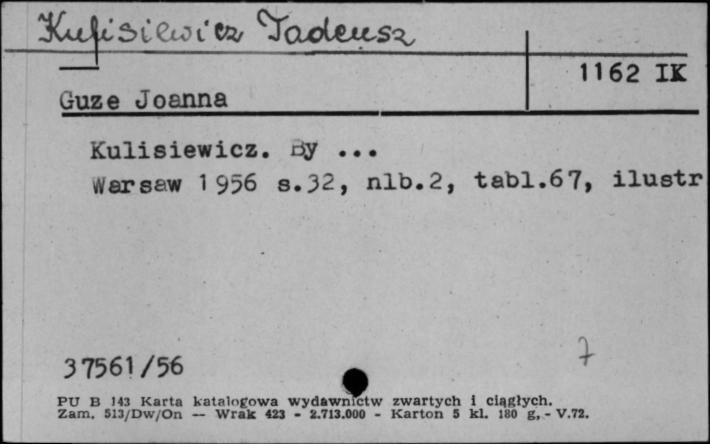 Kulisiewicz Tadeusz
1162 IK
Guze Joanna
Kulisiewicz. By ...
Warsaw 1956 s.32, nlb.2, tabl.67, ilustr
37561/56
7
PU B 143 Karta katalogowa wydawnictw zwartych i ciągłych.
Zam. 513/Dw/On — Wrak 423 - 2.713.000 - Karton 5 kl. 180 g, - V.72.